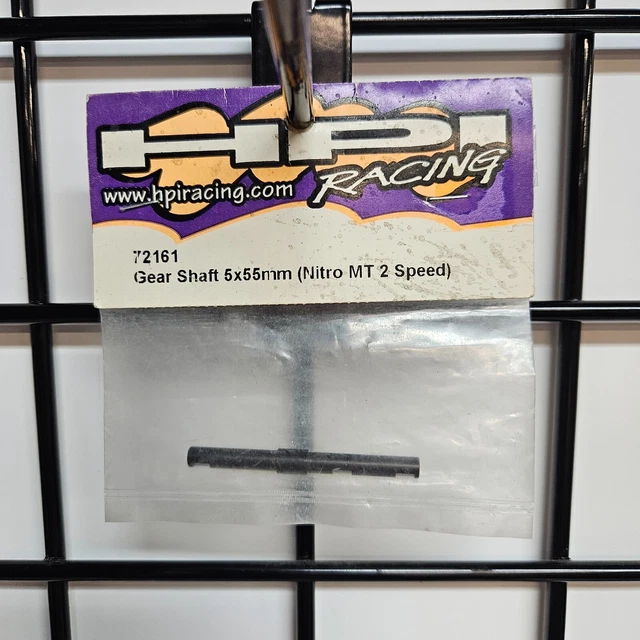 HPI
RACING
www.hpiracing.com
72161
Gear Shaft 5x55mm (Nitro MT 2 Speed)